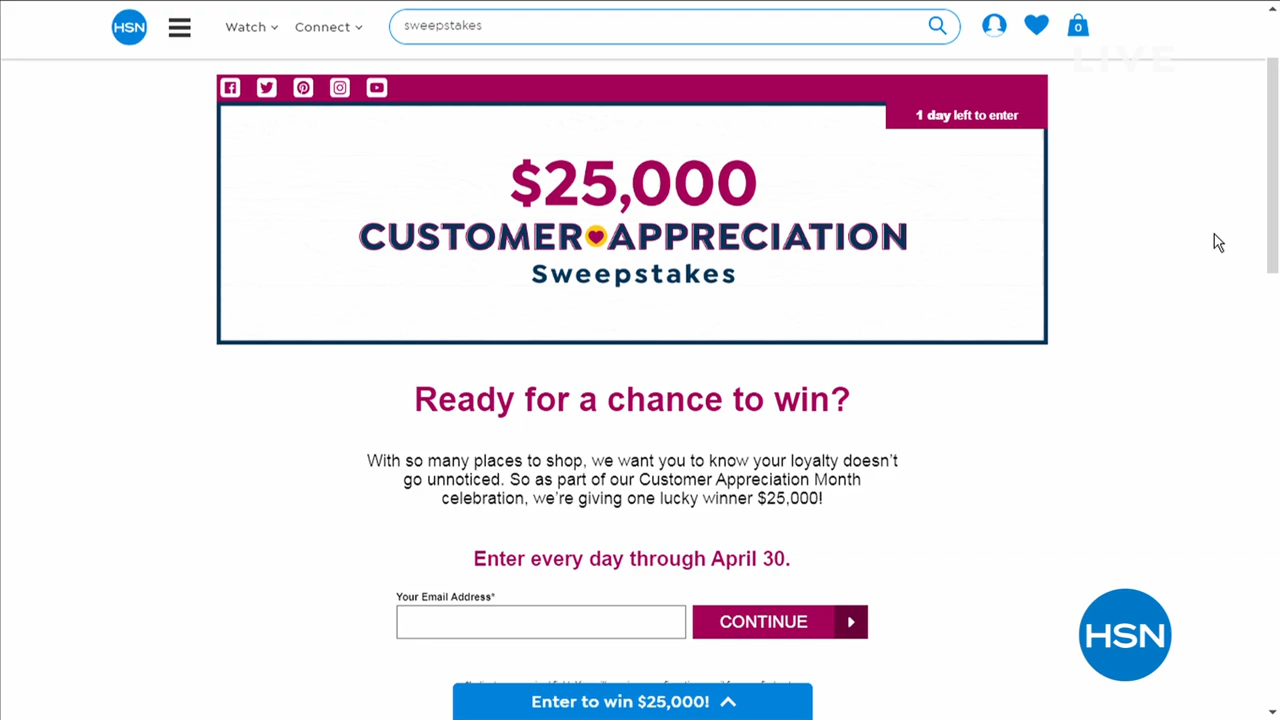 HSN
Watch
Connect
sweepstakes
0
LIVE
1 day left to enter
$25,000
CUSTOMER APPRECIATION
Sweepstakes
Ready for a chance to win?
With so many places to shop, we want you to know your loyalty doesn't
go unnoticed. So as part of our Customer Appreciation Month
celebration, we're giving one lucky winner $25,000!
Enter every day through April 30.
Your Email Address*
CONTINUE
HSN
Enter to win $25,000!